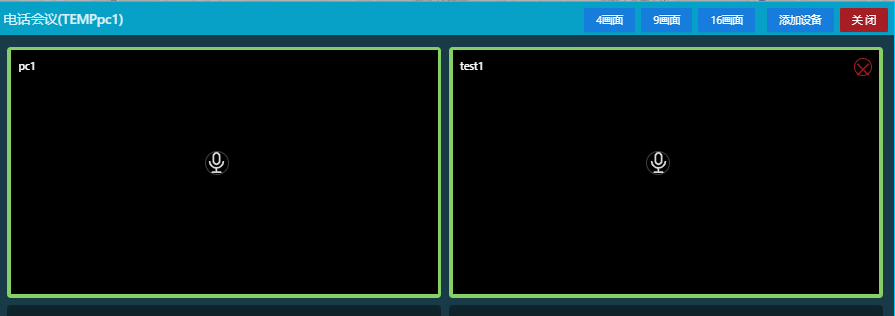 电话会议(TEMPpc1)
4画面 9画面 16画面 添加设备 关 闭
pc1
test1